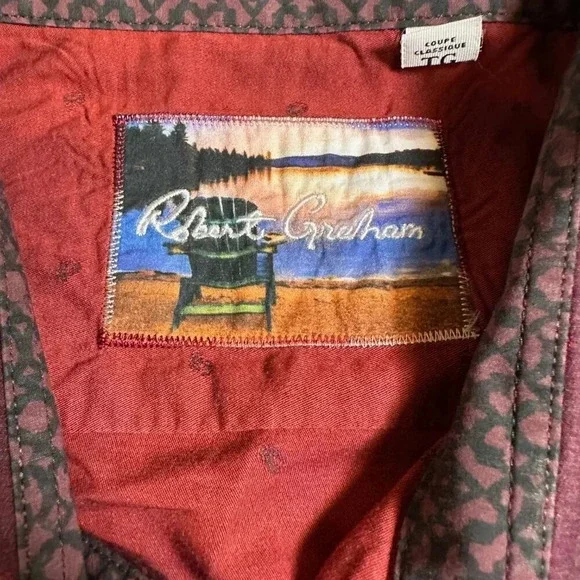 COUPE
CLASSIQUE
TG
Robert Graham